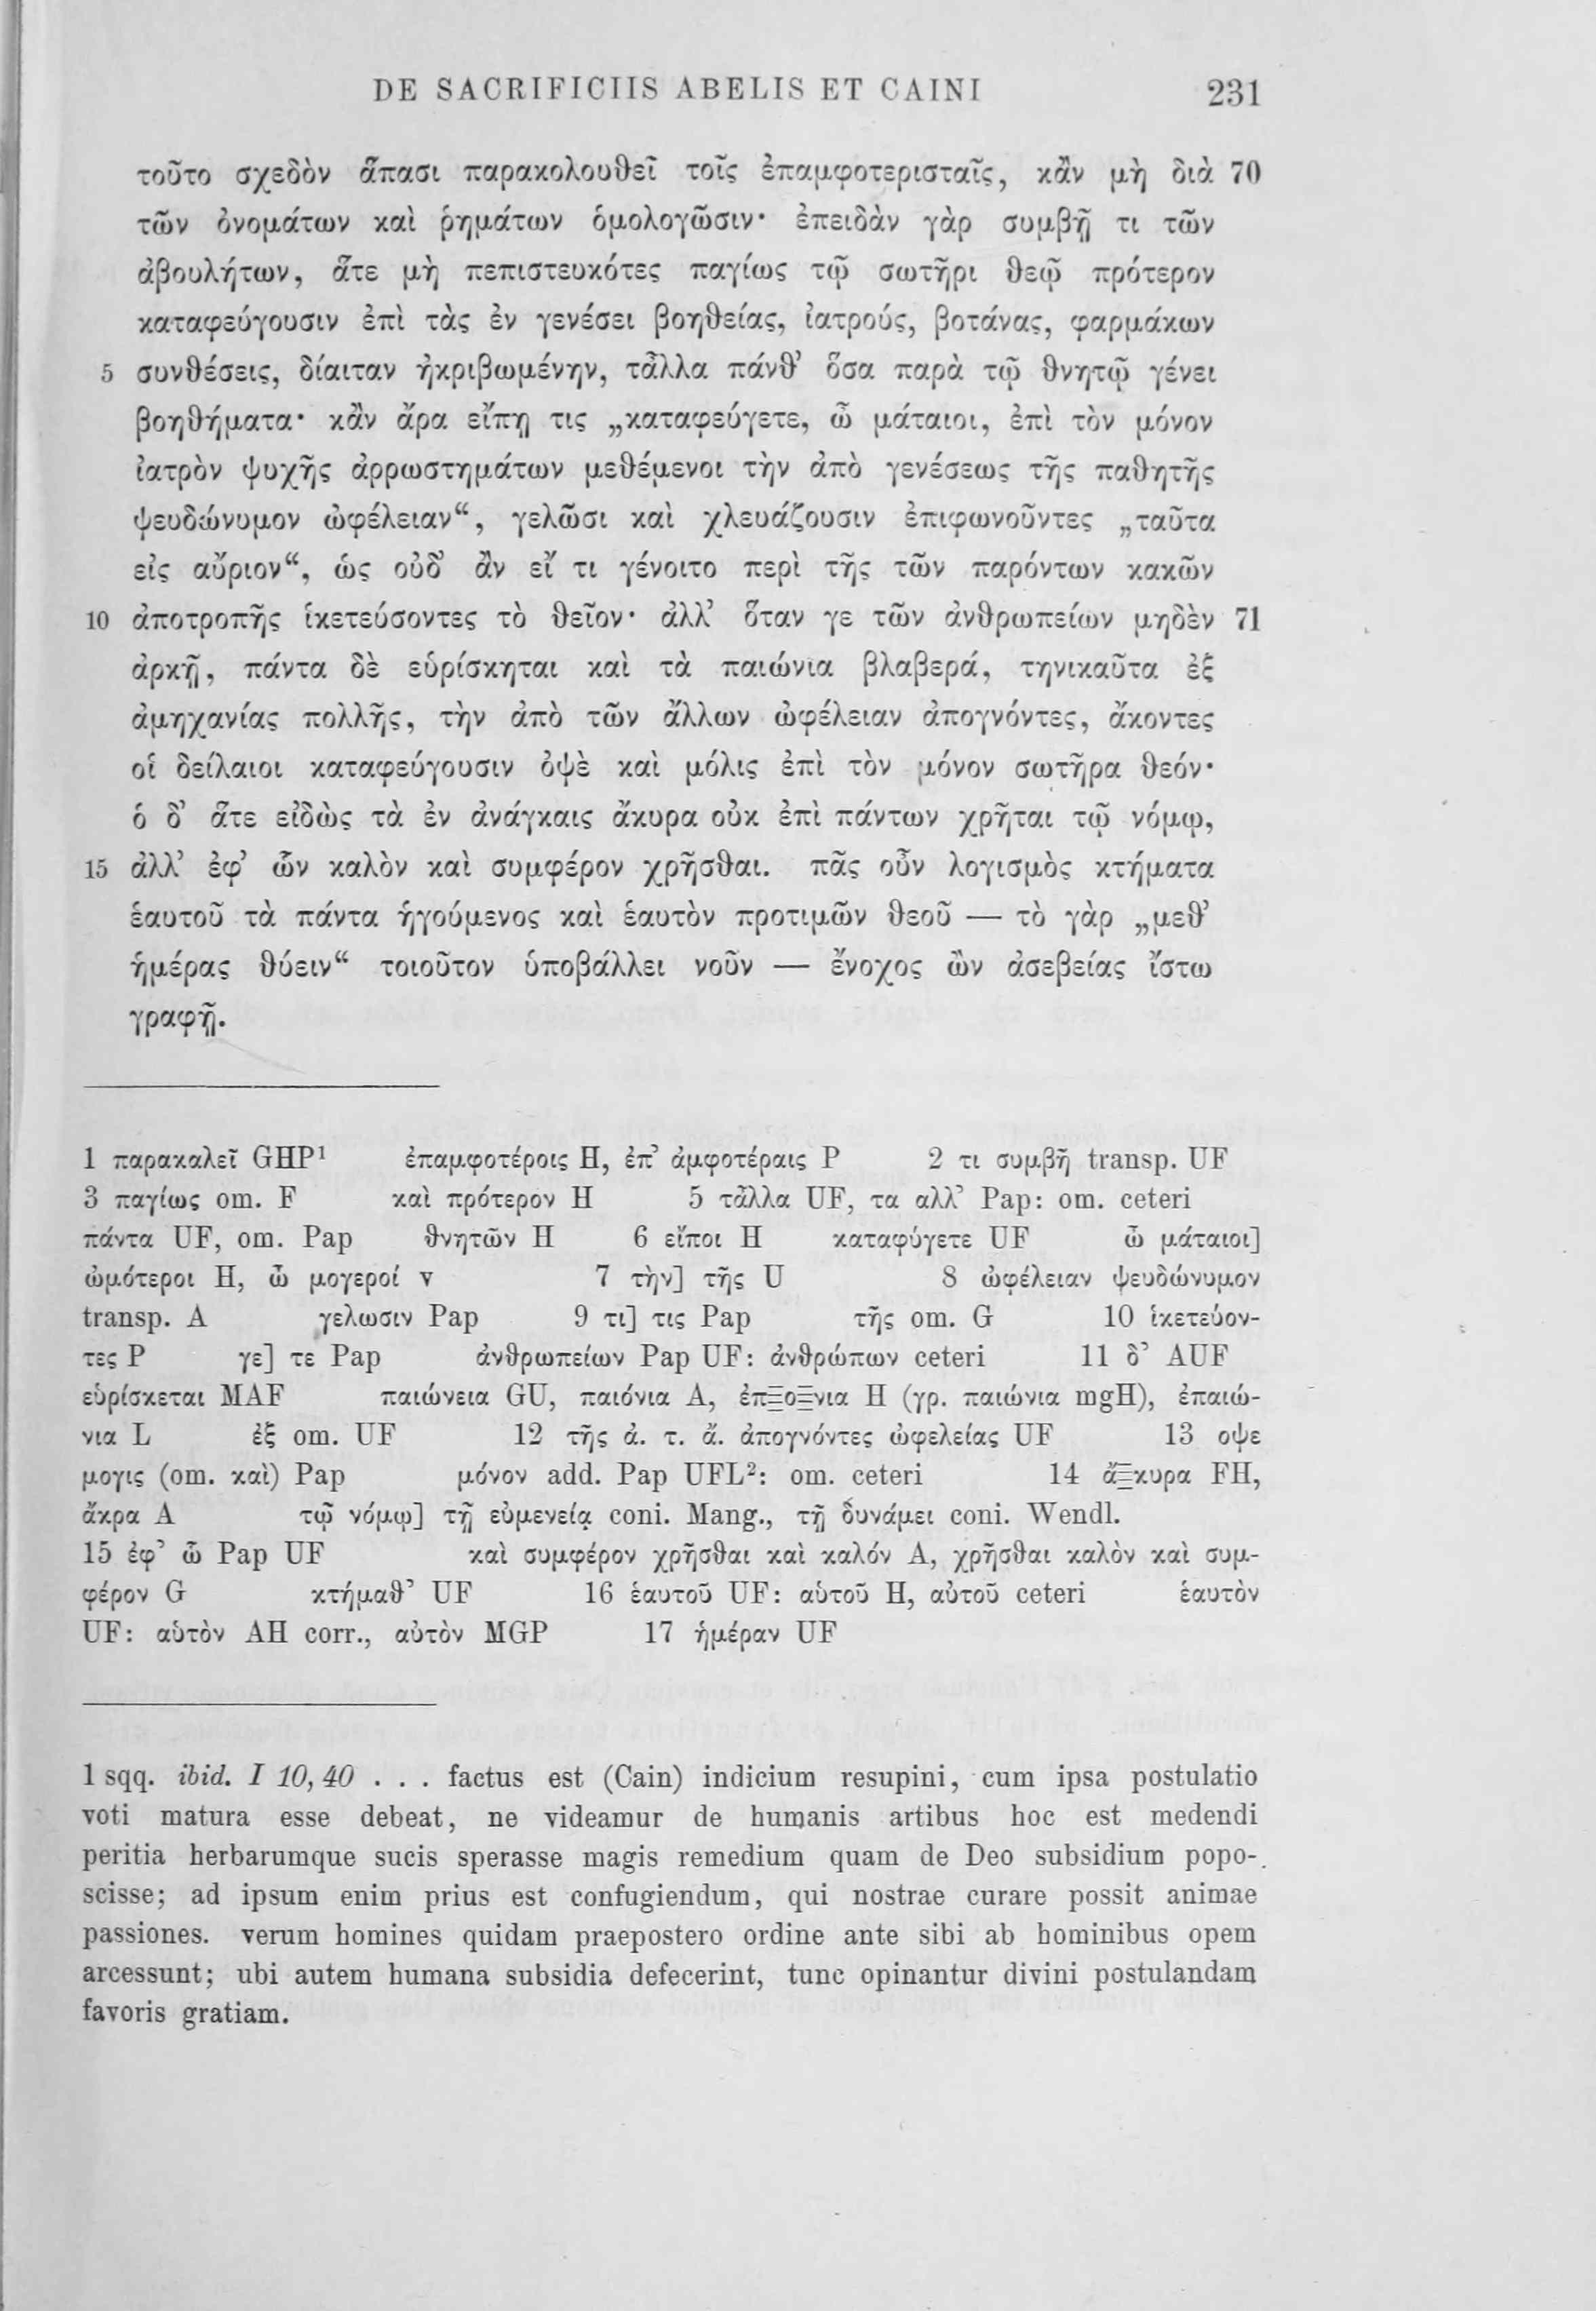 DE SACRIFICIIS ABELIS ET CAINI 231
τοῦτο σχεδὸν ἅπασι παρακολουθεῖ τοῖς ἐπαμφοτερισταῖς, κἂν μὴ διὰ 70
τῶν ὀνομάτων καὶ ῥημάτων ὁμολογῶσιν· ἐπειδὰν γὰρ συμβῇ τι τῶν
ἀβουλήτων, ἅτε μὴ πεπιστευκότες παγίως τῷ σωτῆρι θεῷ πρότερον
καταφεύγουσιν ἐπὶ τὰς ἐν γενέσει βοηθείας, ἰατρούς, βοτάνας, φαρμάκων
5 συνθέσεις, δίαιταν ἠκριβωμένην, τἆλλα πάνθ’ ὅσα παρὰ τῷ θνητῷ γένει
βοηθήματα· κἂν ἄρα εἴπῃ τις „καταφεύγετε, ὦ μάταιοι, ἐπὶ τὸν μόνον
ἰατρὸν ψυχῆς ἀρρωστημάτων μεθέμενοι τὴν ἀπὸ γενέσεως τῆς παθητῆς
ψευδώνυμον ὠφέλειαν“, γελῶσι καὶ χλευάζουσιν ἐπιφωνοῦντες „ταῦτα
εἰς αὔριον“, ὡς οὐδ’ ἂν εἴ τι γένοιτο περὶ τῆς τῶν παρόντων κακῶν
10 ἀποτροπῆς ἱκετεύσοντες τὸ θεῖον· ἀλλ’ ὅταν γε τῶν ἀνθρωπείων μηδὲν 71
ἀρκῇ, πάντα δὲ εὑρίσκηται καὶ τὰ παιώνια βλαβερά, τηνικαῦτα ἐξ
ἀμηχανίας πολλῆς, τὴν ἀπὸ τῶν ἄλλων ὠφέλειαν ἀπογνόντες, ἄκοντες
οἱ δείλαιοι καταφεύγουσιν ὀψὲ καὶ μόλις ἐπὶ τὸν μόνον σωτῆρα θεόν·
ὁ δ’ ἅτε εἰδὼς τὰ ἐν ἀνάγκαις ἄκυρα οὐκ ἐπὶ πάντων χρῆται τῷ νόμῳ,
15 ἀλλ’ ἐφ’ ὧν καλὸν καὶ συμφέρον χρῆσθαι. πᾶς οὖν λογισμὸς κτήματα
ἑαυτοῦ τὰ πάντα ἡγούμενος καὶ ἑαυτὸν προτιμῶν θεοῦ — τὸ γὰρ „μεθ’
ἡμέρας θύειν“ τοιοῦτον ὑποβάλλει νοῦν — ἔνοχος ὢν ἀσεβείας ἴστω
γραφῇ.
1 παρακαλεῖ GHP¹ ἐπαμφοτέροις H, ἐπ’ ἀμφοτέραις P 2 τι συμβῆ transp. UF
3 παγίως om. F καὶ πρότερον H 5 τἆλλα UF, τα αλλ’ Pap: om. ceteri
πάντα UF, om. Pap θνητῶν H 6 εἴποι H καταφύγετε UF ὦ μάταιοι]
ὠμότεροι H, ὦ μογεροί v 7 τὴν] τῆς U 8 ὠφέλειαν ψευδώνυμον
transp. A γελωσιν Pap 9 τι] τις Pap τῆς om. G 10 ἱκετεύον-
τες P γε] τε Pap ἀνθρωπείων Pap UF: ἀνθρώπων ceteri 11 δ’ AUF
εὑρίσκεται MAF παιώνεια GU, παιόνια A, ἐπΞοΞνια H (γρ. παιώνια mgH), ἐπαιώ-
νια L ἐξ om. UF 12 τῆς ἀ. τ. ἄ. ἀπογνόντες ὠφελείας UF 13 οψε
μογις (om. καὶ) Pap μόνον add. Pap UFL²: om. ceteri 14 ἄΞκυρα FH,
ἄκρα A τῷ νόμῳ] τῇ εὐμενείᾳ coni. Mang., τῇ δυνάμει coni. Wendl.
15 ἐφ’ ὧ Pap UF καὶ συμφέρον χρῆσθαι καὶ καλόν A, χρῆσθαι καλὸν καὶ συμ-
φέρον G κτήμαθ’ UF 16 ἑαυτοῦ UF: αὑτοῦ H, αὐτοῦ ceteri ἑαυτὸν
UF: αὑτὸν AH corr., αὐτὸν MGP 17 ἡμέραν UF
1 sqq. ibid. I 10, 40 . . . factus est (Cain) indicium resupini, cum ipsa postulatio
voti matura esse debeat, ne videamur de humanis artibus hoc est medendi
peritia herbarumque sucis sperasse magis remedium quam de Deo subsidium popo-
scisse; ad ipsum enim prius est confugiendum, qui nostrae curare possit animae
passiones. verum homines quidam praepostero ordine ante sibi ab hominibus opem
arcessunt; ubi autem humana subsidia defecerint, tunc opinantur divini postulandam
favoris gratiam.